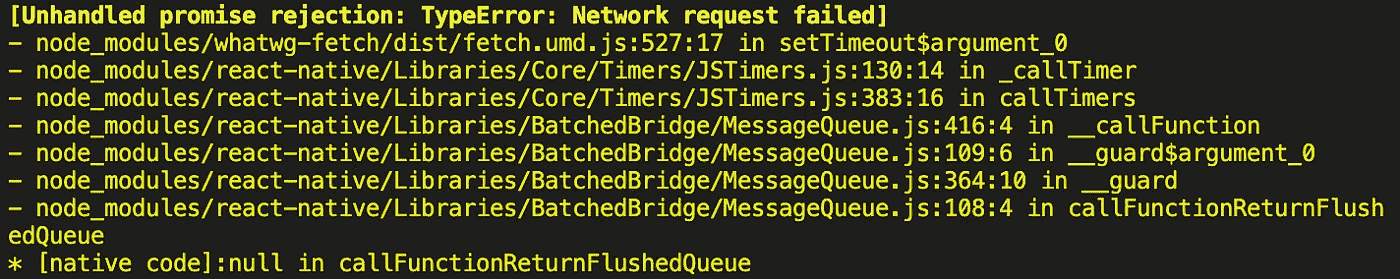 [Unhandled promise rejection: TypeError: Network request failed]
- node_modules/whatwg-fetch/dist/fetch.umd.js:527:17 in setTimeout$argument_0
- node_modules/react-native/Libraries/Core/Timers/JSTimers.js:130:14 in _callTimer
- node_modules/react-native/Libraries/Core/Timers/JSTimers.js:383:16 in callTimers
- node_modules/react-native/Libraries/BatchedBridge/MessageQueue.js:416:4 in __callFunction
- node_modules/react-native/Libraries/BatchedBridge/MessageQueue.js:109:6 in __guard$argument_0
- node_modules/react-native/Libraries/BatchedBridge/MessageQueue.js:364:10 in __guard
- node_modules/react-native/Libraries/BatchedBridge/MessageQueue.js:108:4 in callFunctionReturnFlush
edQueue
* [native code]:null in callFunctionReturnFlushedQueue